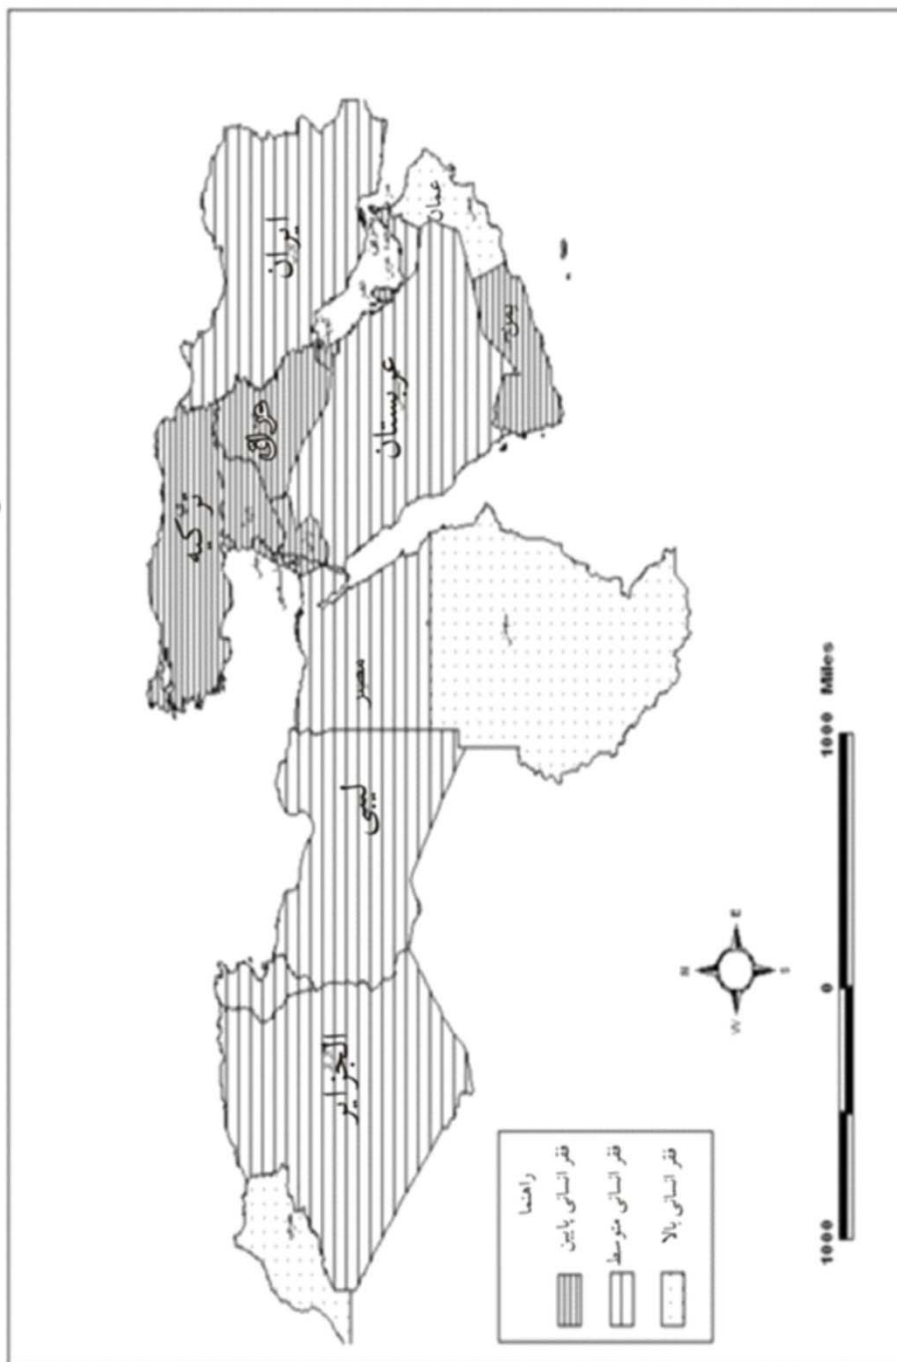 ایران
عمان
ترکیه
عراق
عربستان
یمن
مصر
لیبی
الجزایر
N
E
W
S
راهنما
فقر انسانی پایین
فقر انسانی متوسط
فقر انسانی بالا
1000 0 1000 Miles